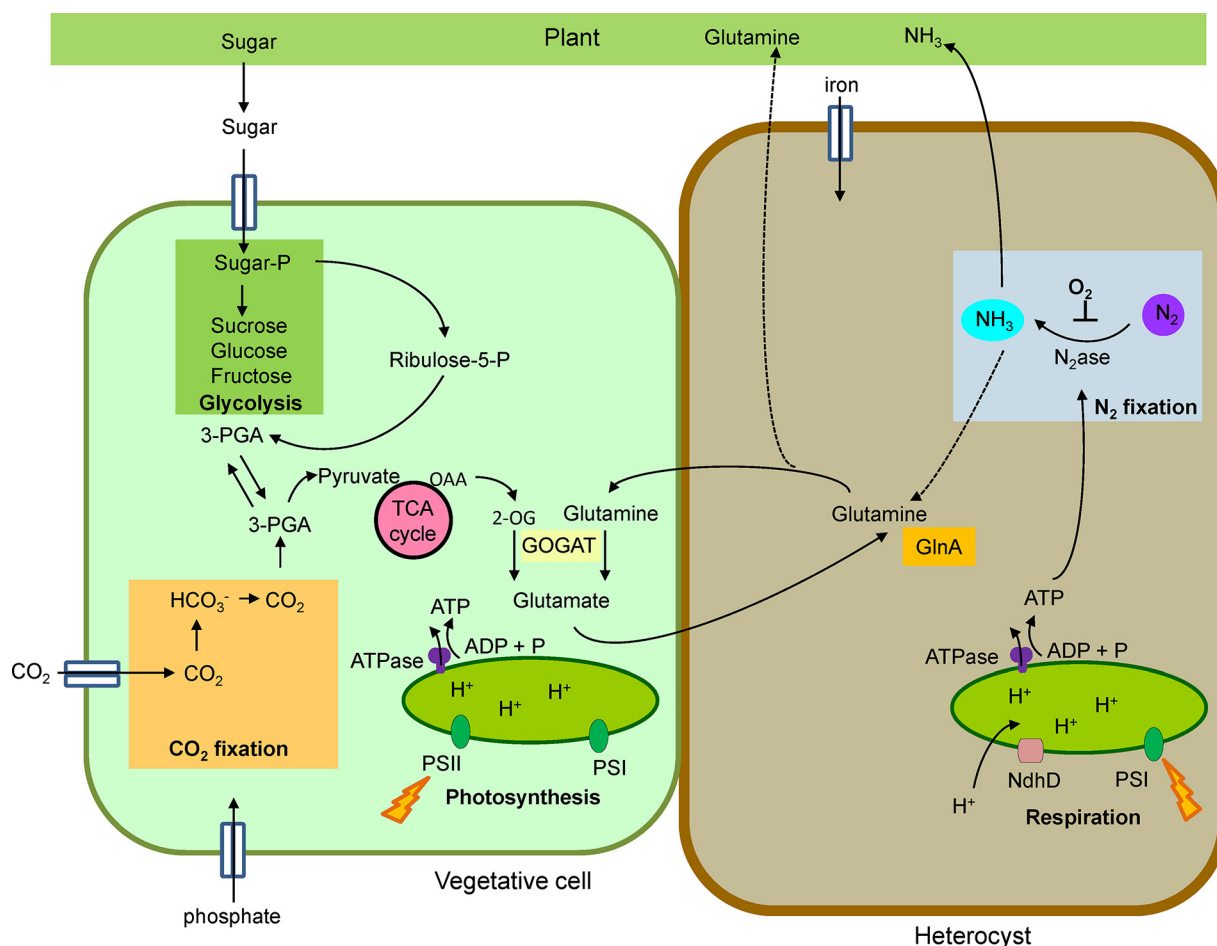 Sugar
Plant
Glutamine
NH₃
iron
Sugar
Sugar-P
Sucrose
Glucose
Fructose
Glycolysis
Ribulose-5-P
3-PGA
3-PGA
Pyruvate
OAA
TCA
cycle
2-OG
Glutamine
GOGAT
Glutamate
HCO₃⁻
CO₂
CO₂
CO₂
CO₂ fixation
ATP
ATPase
ADP + P
H⁺
H⁺
H⁺
PSII
PSI
Photosynthesis
phosphate
Vegetative cell
O₂
NH₃
N₂
N₂ase
N₂ fixation
Glutamine
GlnA
ATP
ATPase
ADP + P
H⁺
H⁺
H⁺
H⁺
NdhD
PSI
Respiration
Heterocyst